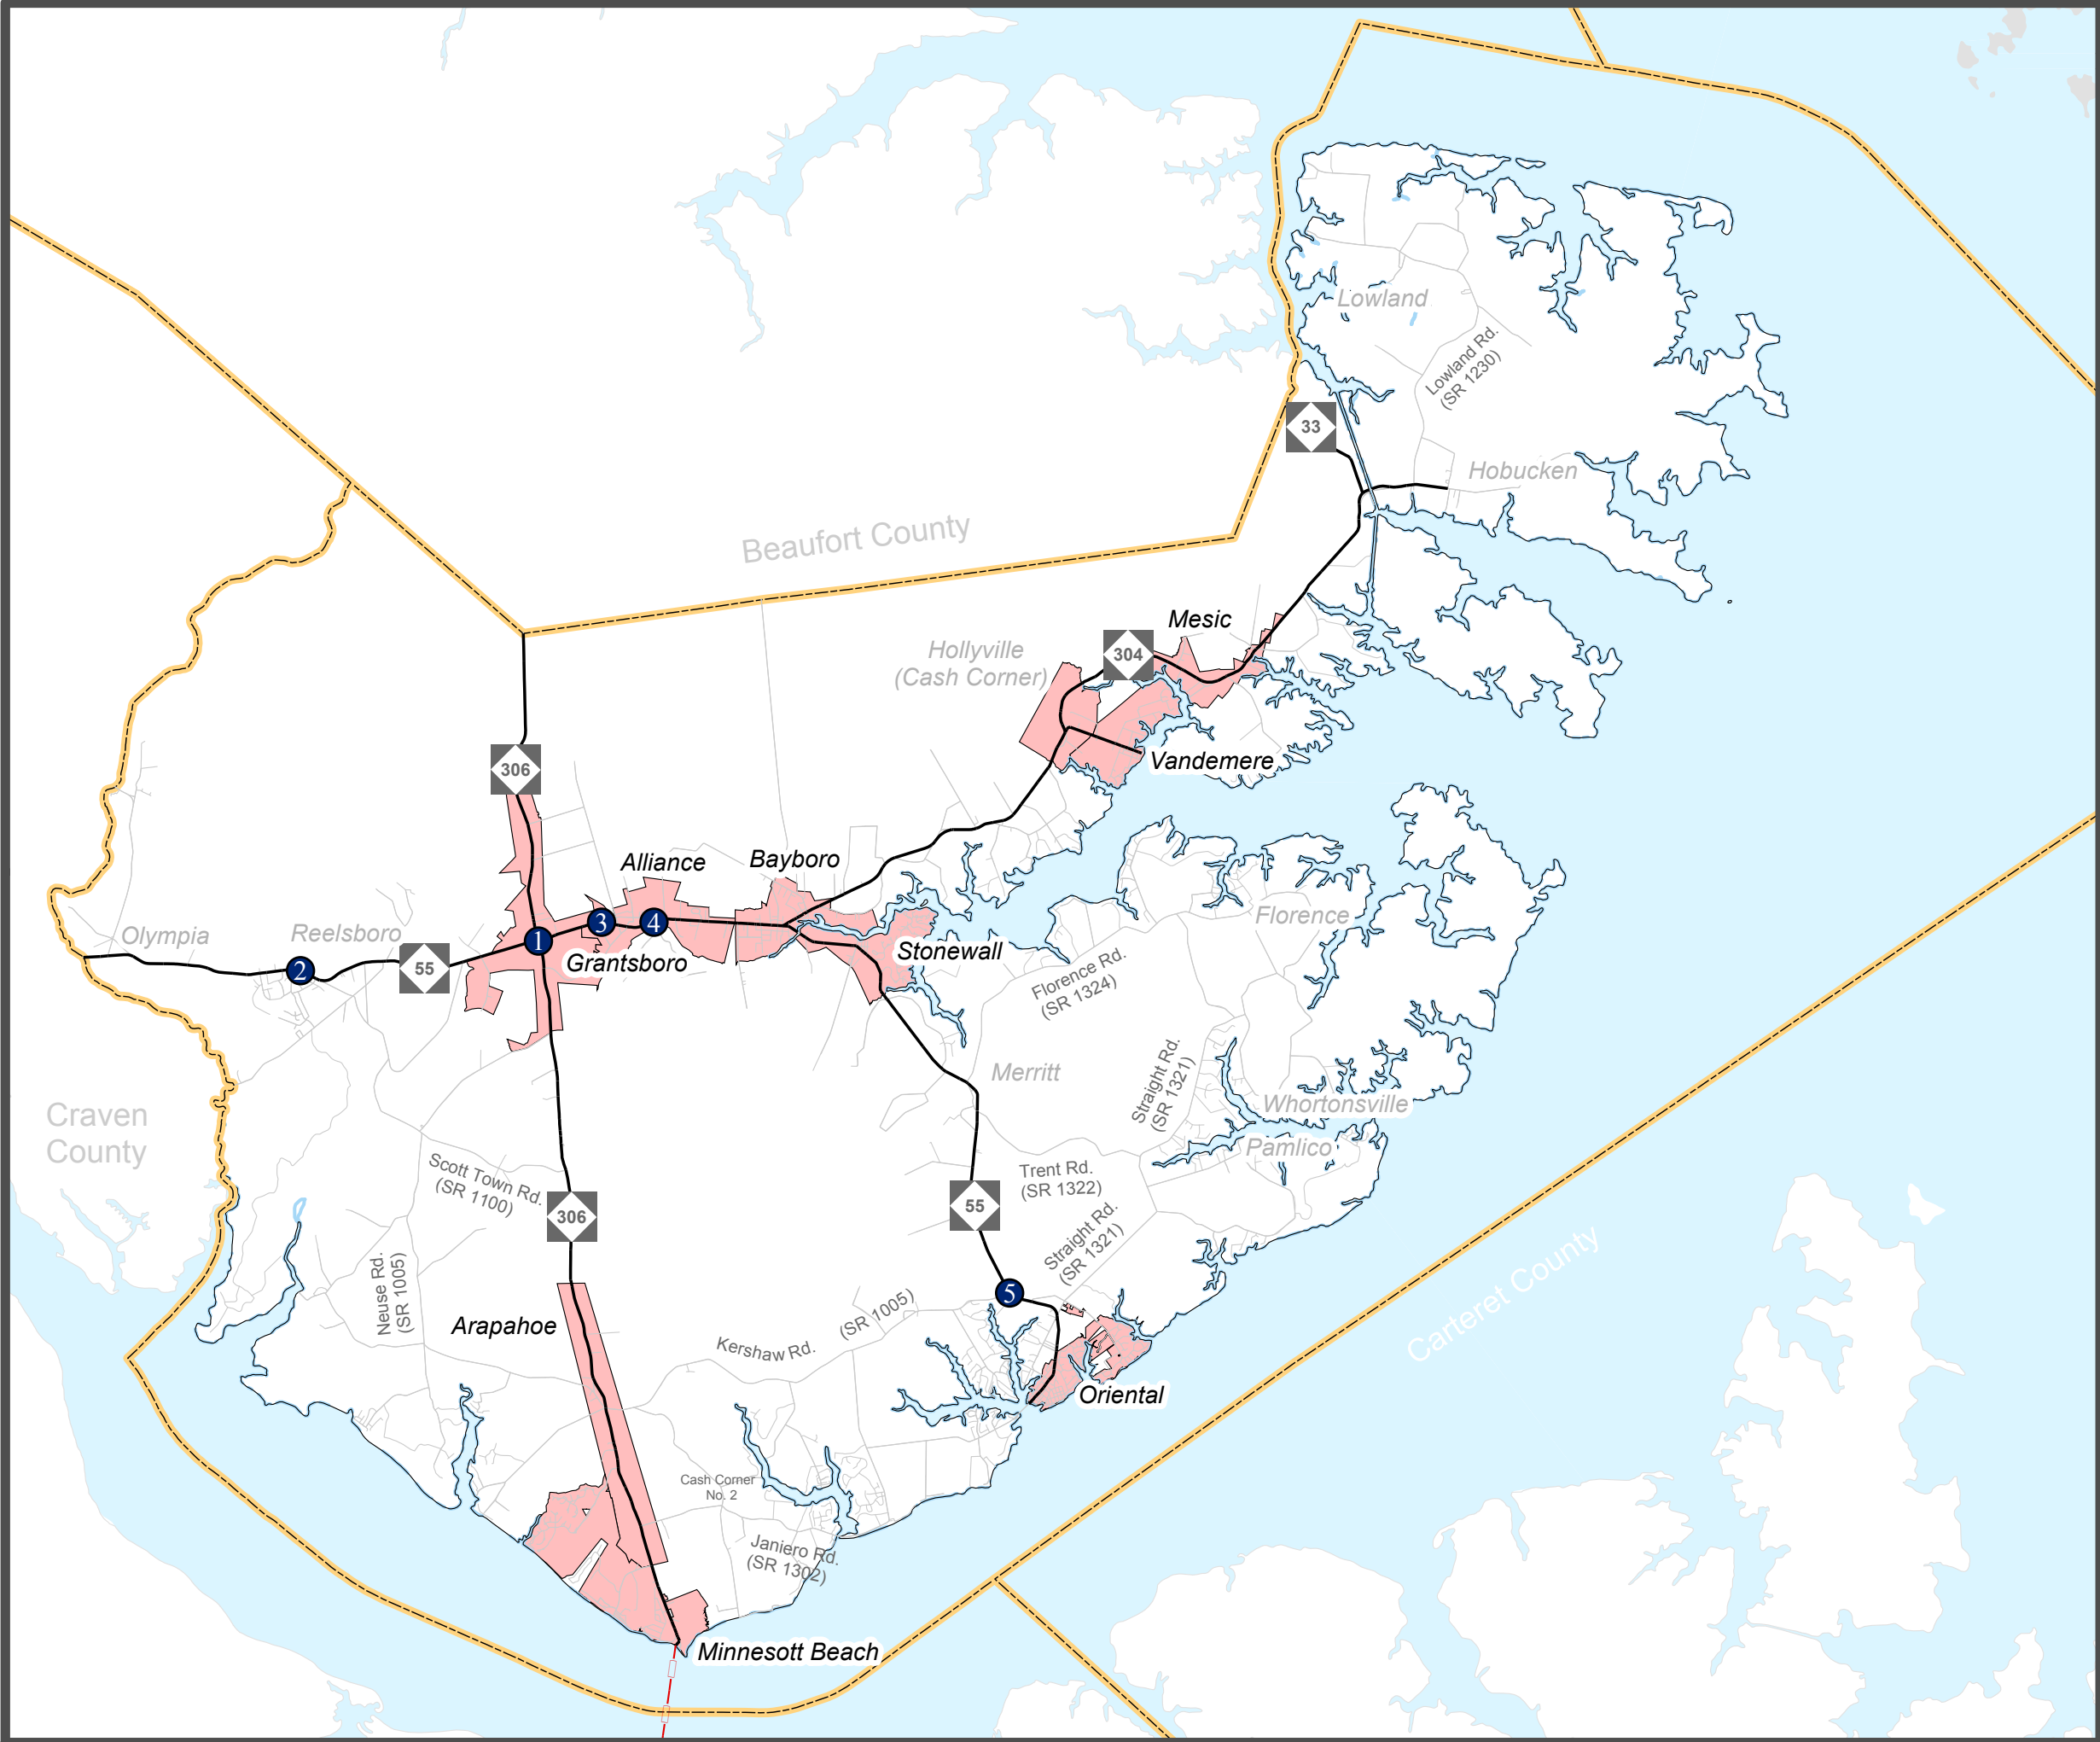 Lowland
Lowland Rd.
(SR 1230)
33
Hobucken
Beaufort County
Mesic
Hollyville
(Cash Corner)
304
Vandemere
306
Alliance
Bayboro
Florence
Olympia
Reelsboro
1
2
3
4
55
Grantsboro
Stonewall
Florence Rd.
(SR 1324)
Merritt
Straight Rd.
(SR 1321)
Whortonsville
Pamlico
Craven
County
Scott Town Rd.
(SR 1100)
306
Trent Rd.
(SR 1322)
55
Straight Rd.
(SR 1321)
Neuse Rd.
(SR 1005)
5
Carteret County
Arapahoe
Kershaw Rd.
(SR 1005)
Oriental
Cash Corner
No. 2
Janiero Rd.
(SR 1302)
Minnesott Beach